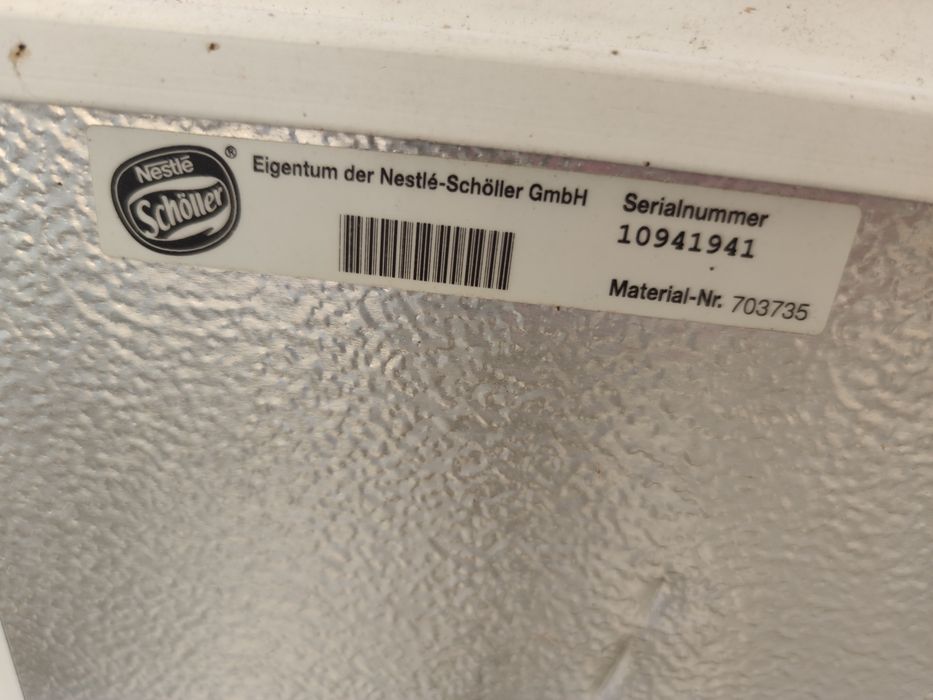 Nestlé
Schöller
®
Eigentum der Nestlé-Schöller GmbH
Serialnummer
10941941
Material-Nr. 703735